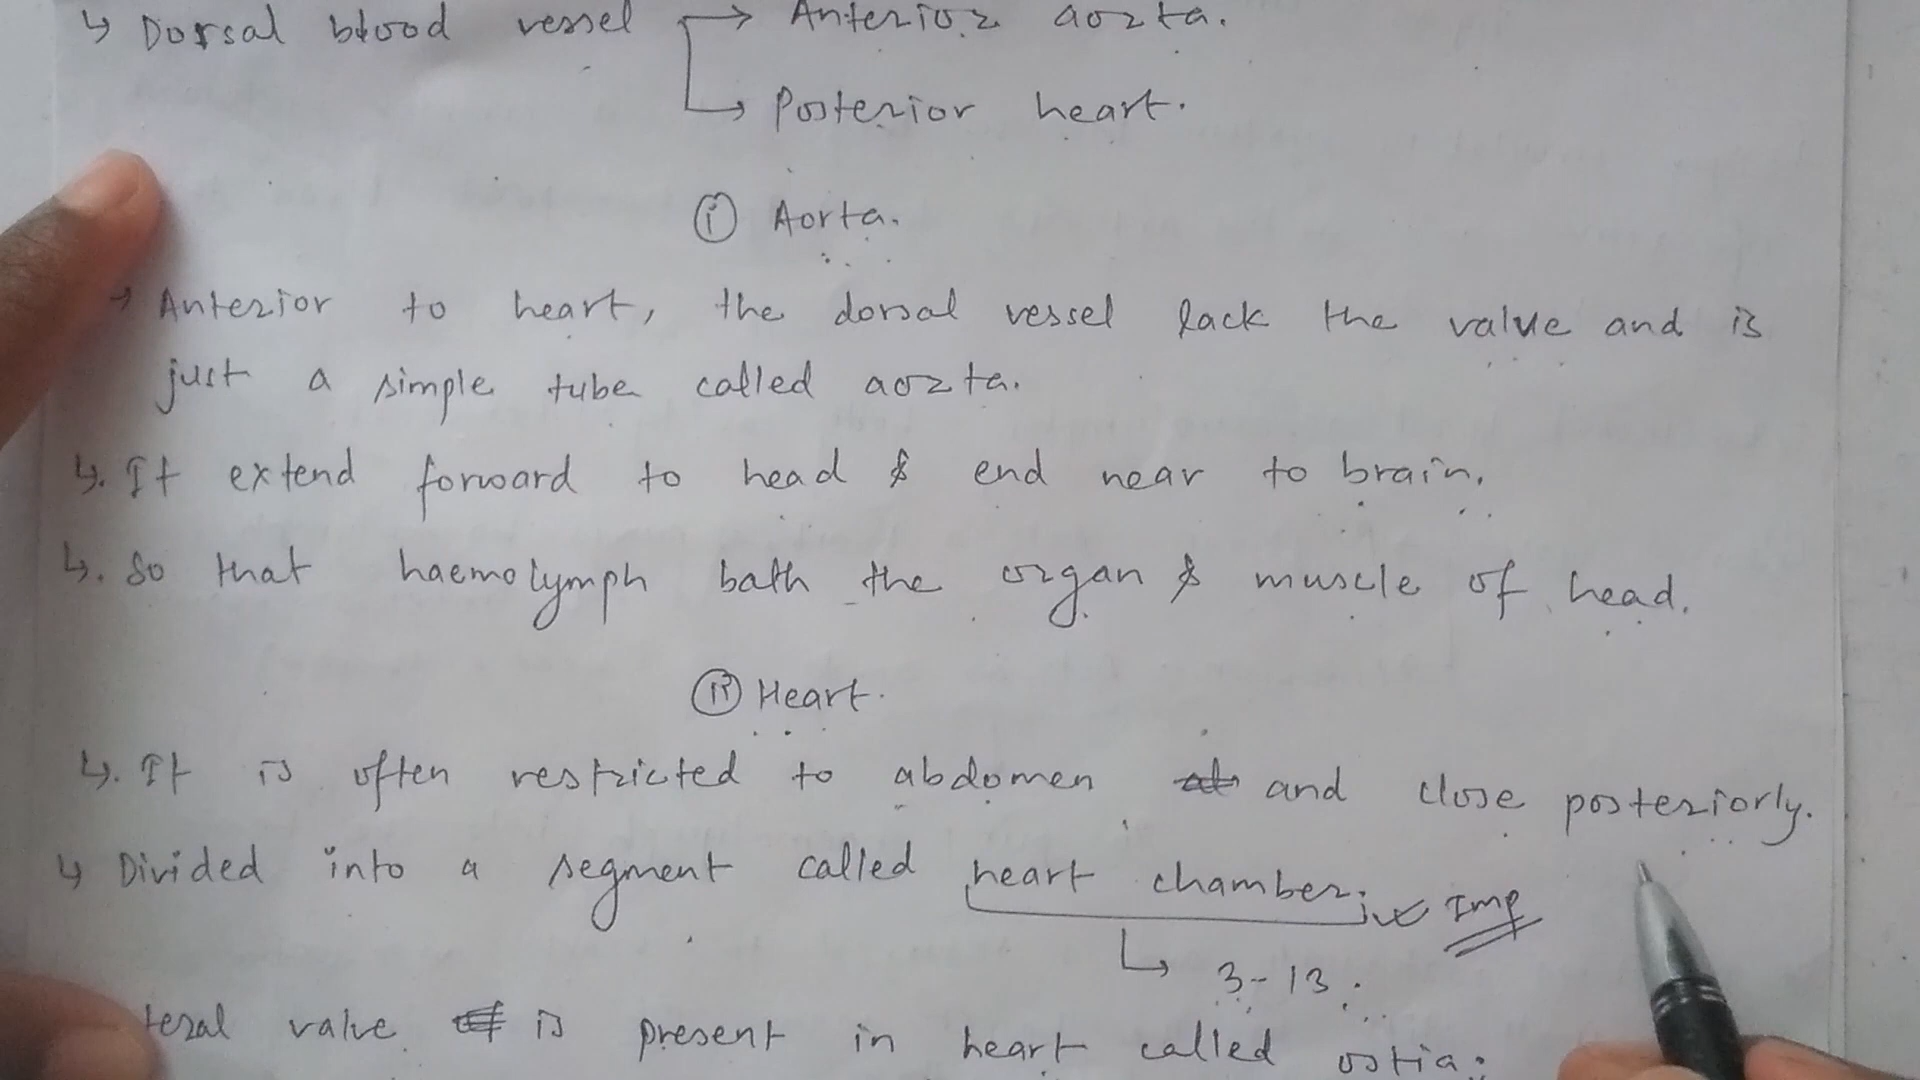 ↳ Dorsal blood vessel → Anterior aorta.
↳ Posterior heart.
(i) Aorta.
→ Anterior to heart, the dorsal vessel lack the valve and is
just a simple tube called aorta.
↳. It extend forward to head & end near to brain.
↳. So that haemolymph bath the organ & muscle of head.
(ii) Heart.
↳. It is often restricted to abdomen and close posteriorly.
↳ Divided into a segment called heart chamber. Imp
↳ 3-13.
teral valve is present in heart called ostia.